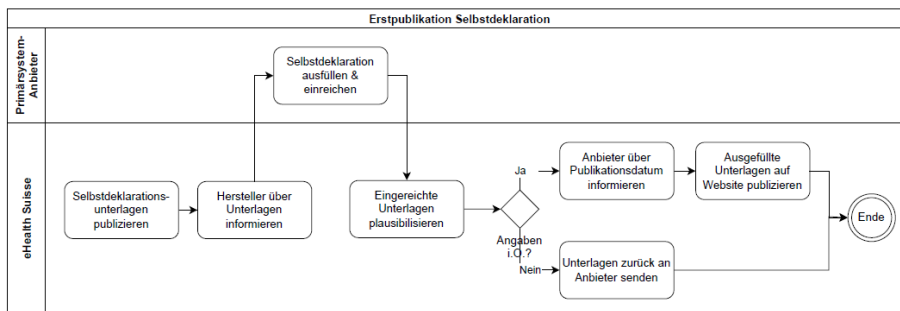 Erstpublikation Selbstdeklaration
Primärsystem-
Anbieter
Selbstdeklaration
ausfüllen &
einreichen
eHealth Suisse
Selbstdeklarations-
unterlagen
publizieren
Hersteller über
Unterlagen
informieren
Eingereichte
Unterlagen
plausibilisieren
Angaben
i.O.?
Ja
Anbieter über
Publikationsdatum
informieren
Ausgefüllte
Unterlagen auf
Website publizieren
Nein
Unterlagen zurück an
Anbieter senden
Ende